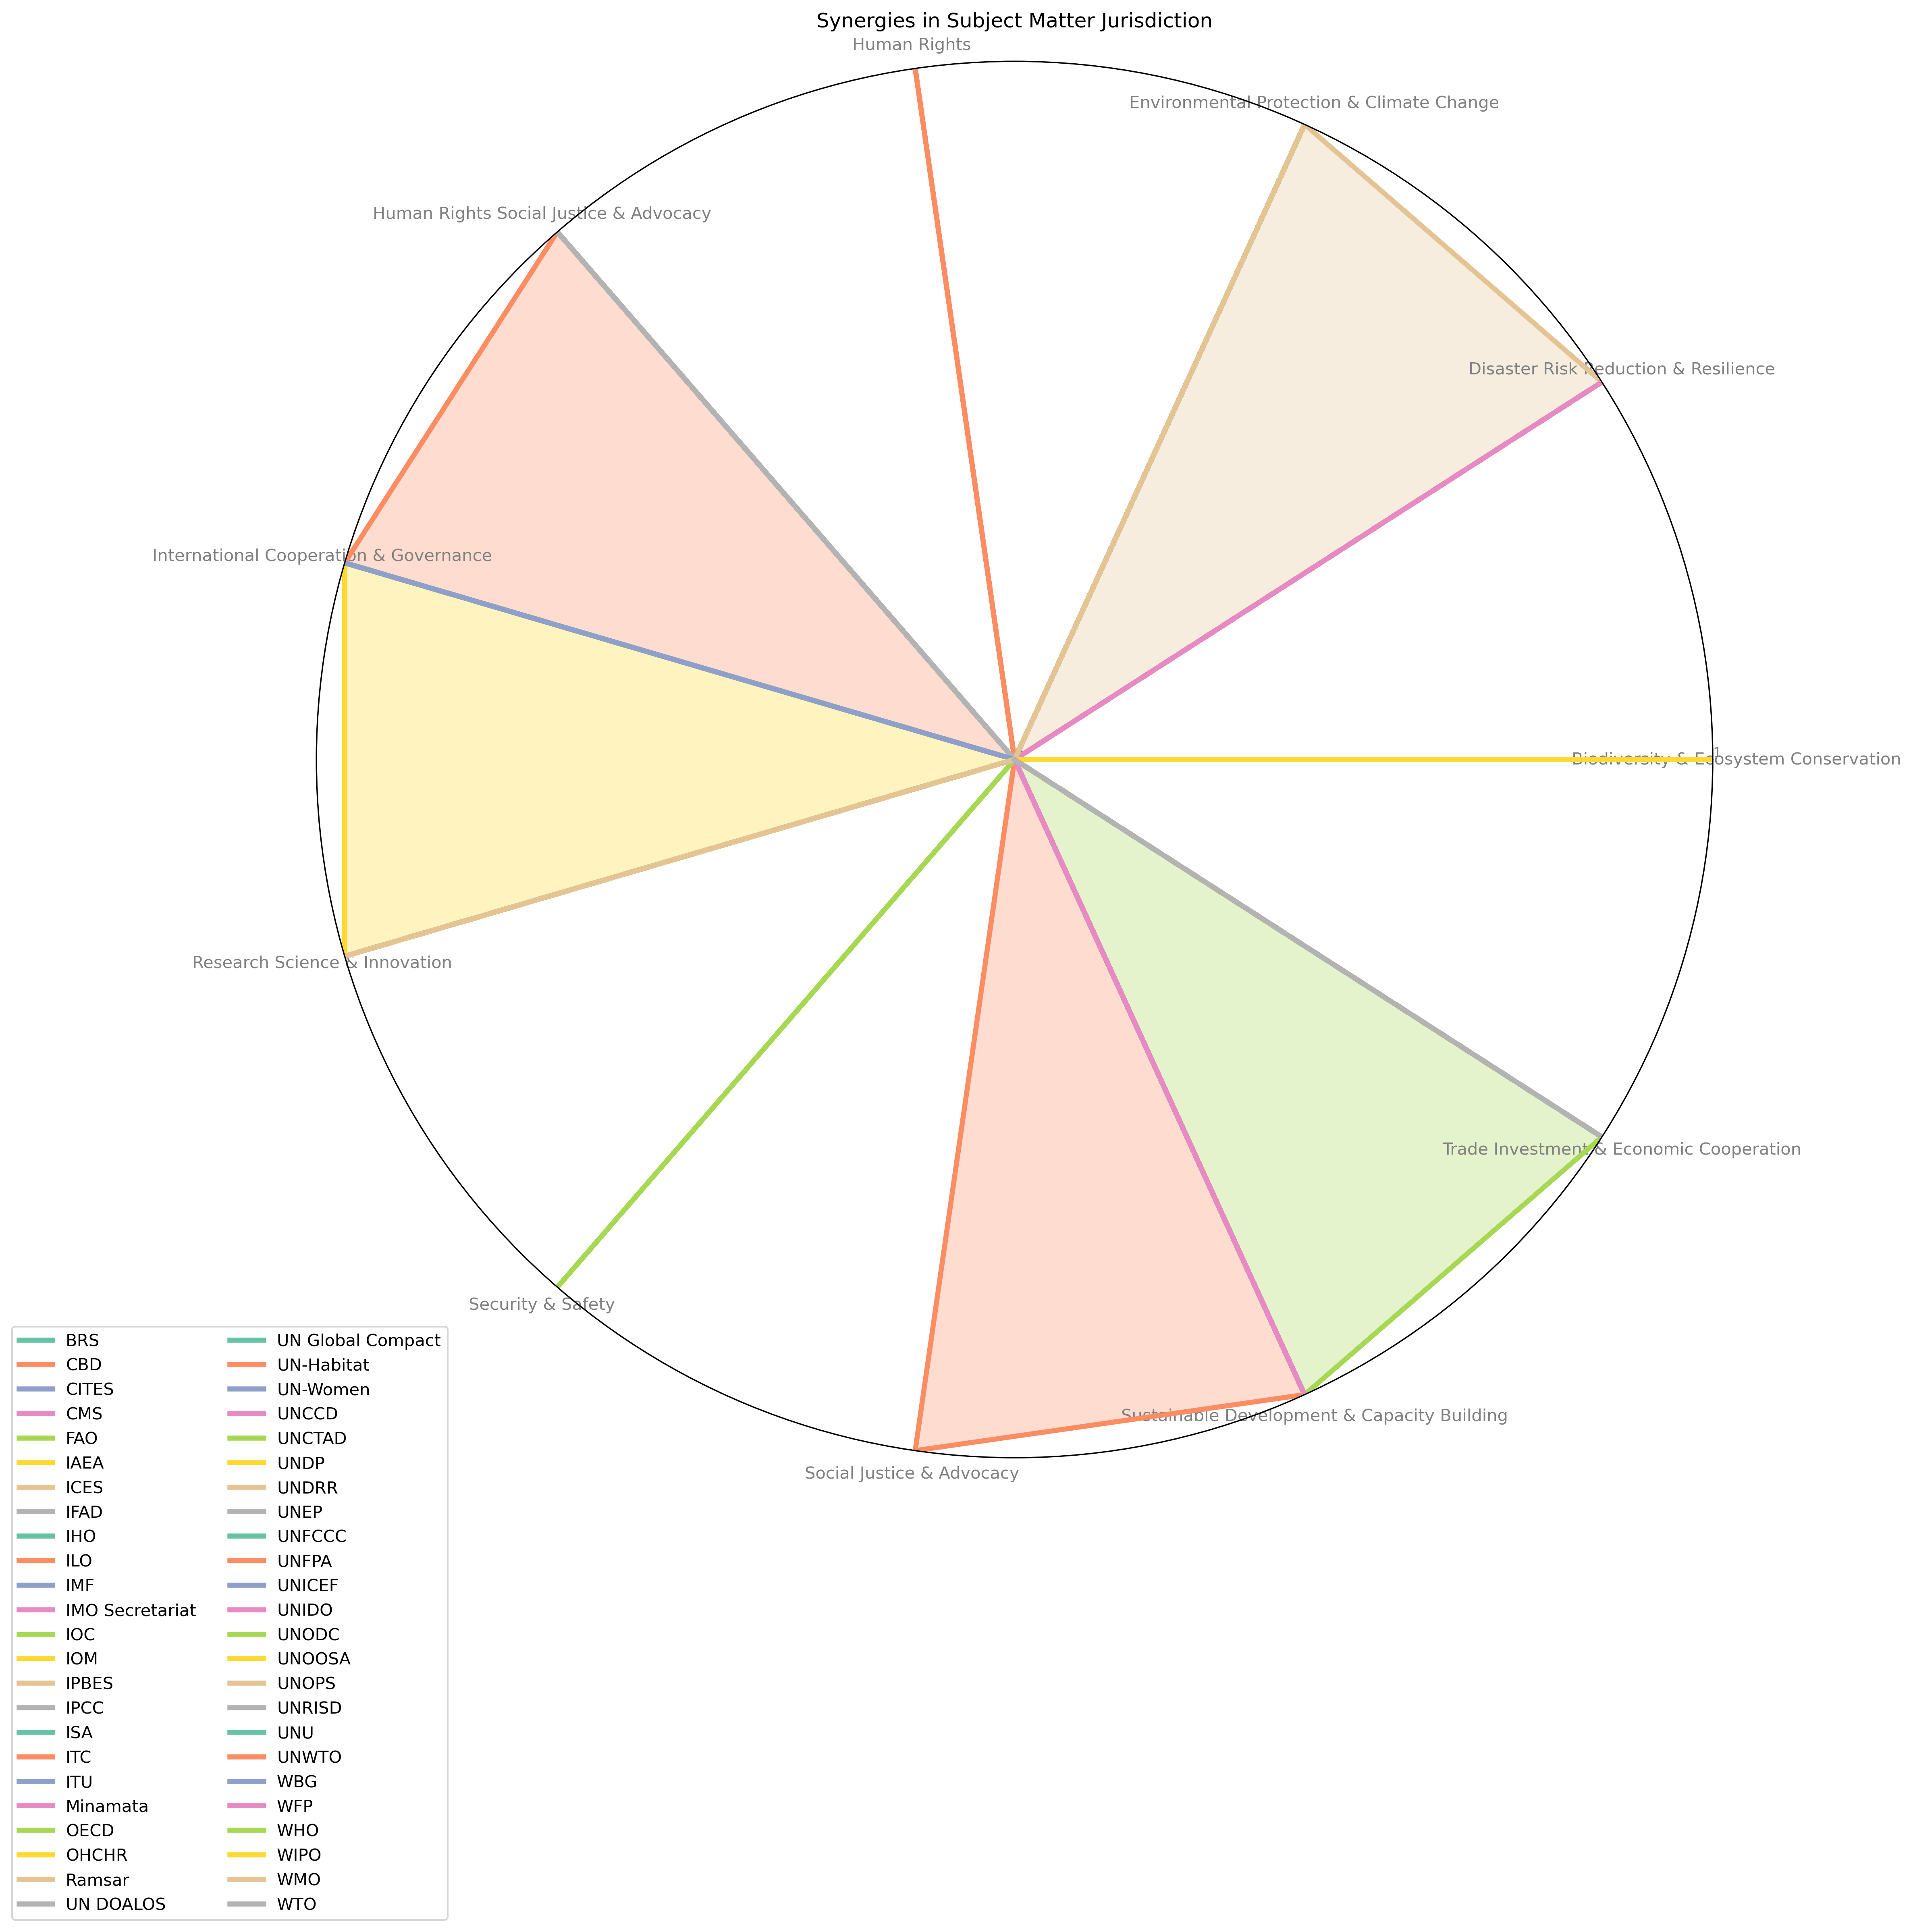 Synergies in Subject Matter Jurisdiction
Human Rights
Environmental Protection & Climate Change
Human Rights Social Justice & Advocacy
Disaster Risk Reduction & Resilience
International Cooperation & Governance
1
Biodiversity & Ecosystem Conservation
Research Science & Innovation
Trade Investment & Economic Cooperation
Security & Safety
Sustainable Development & Capacity Building
Social Justice & Advocacy
BRS
CBD
CITES
CMS
FAO
IAEA
ICES
IFAD
IHO
ILO
IMF
IMO Secretariat
IOC
IOM
IPBES
IPCC
ISA
ITC
ITU
Minamata
OECD
OHCHR
Ramsar
UN DOALOS
UN Global Compact
UN-Habitat
UN-Women
UNCCD
UNCTAD
UNDP
UNDRR
UNEP
UNFCCC
UNFPA
UNICEF
UNIDO
UNODC
UNOOSA
UNOPS
UNRISD
UNU
UNWTO
WBG
WFP
WHO
WIPO
WMO
WTO